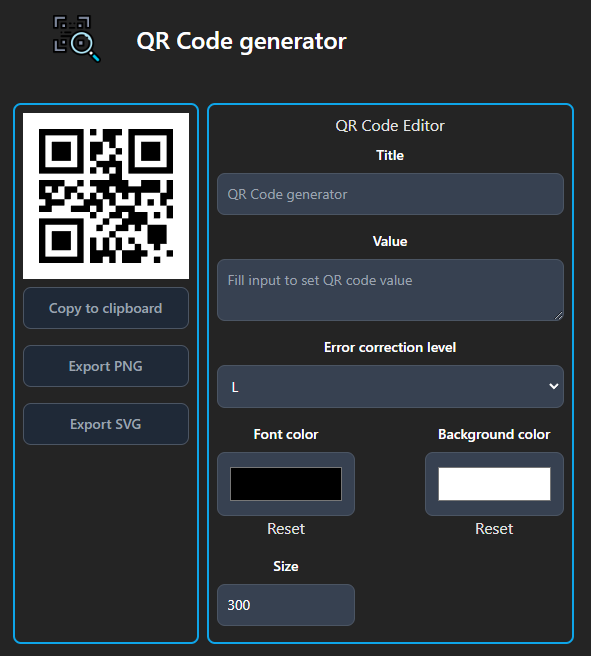 QR Code generator
Copy to clipboard
Export PNG
Export SVG
QR Code Editor
Title
QR Code generator
Value
Fill input to set QR code value
Error correction level
L
Font color
Background color
Reset
Reset
Size
300